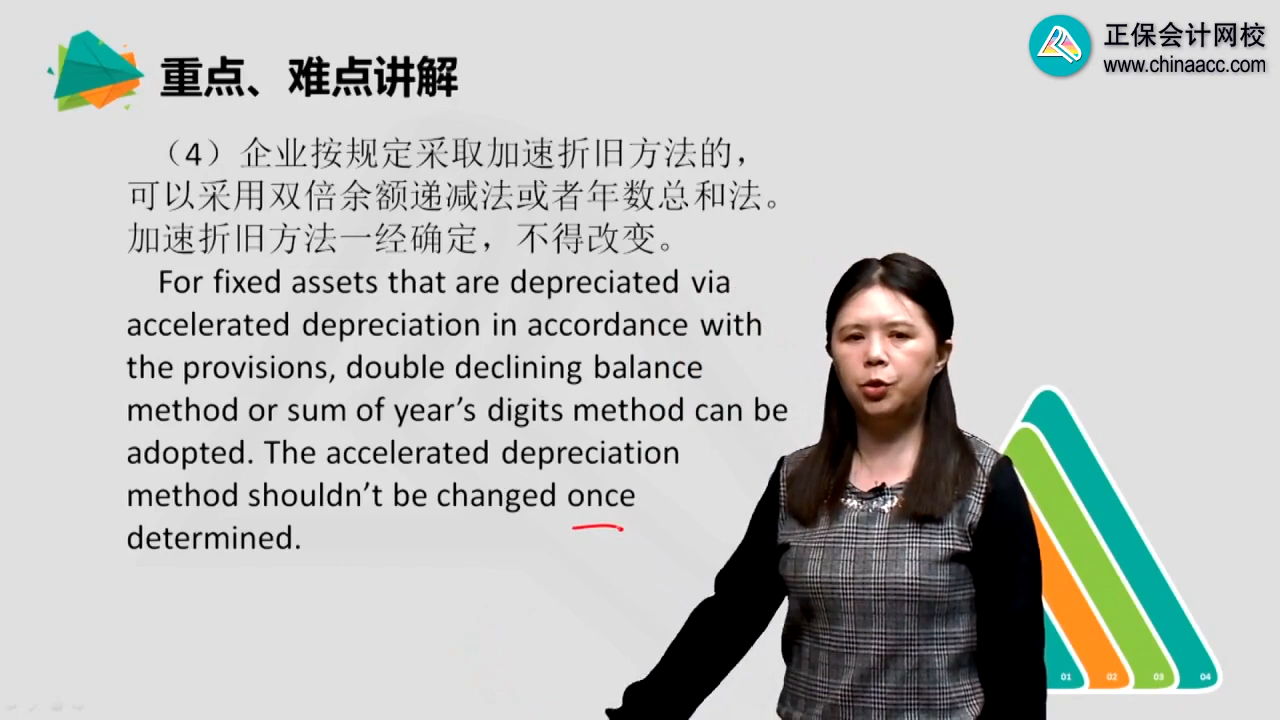 正保会计网校
www.chinaacc.com
重点、难点讲解
（4）企业按规定采取加速折旧方法的，
可以采用双倍余额递减法或者年数总和法。
加速折旧方法一经确定，不得改变。
For fixed assets that are depreciated via
accelerated depreciation in accordance with
the provisions, double declining balance
method or sum of year’s digits method can be
adopted. The accelerated depreciation
method shouldn’t be changed once
determined.
01 02 03 04